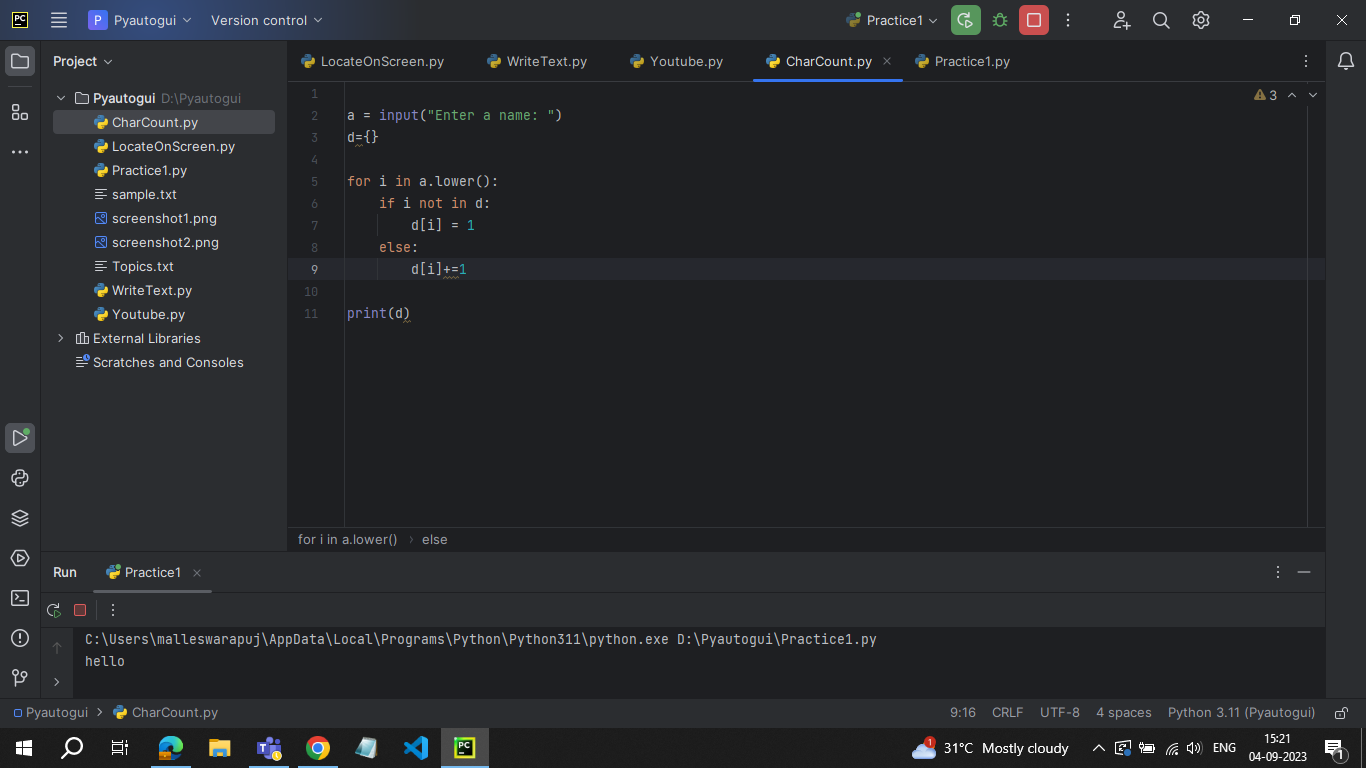 PC
P Pyautogui Version control Practice1
Project
LocateOnScreen.py WriteText.py Youtube.py CharCount.py Practice1.py
Pyautogui D:\Pyautogui
CharCount.py
LocateOnScreen.py
Practice1.py
sample.txt
screenshot1.png
screenshot2.png
Topics.txt
WriteText.py
Youtube.py
External Libraries
Scratches and Consoles
3
1
2 a = input("Enter a name: ")
3 d={}
4
5 for i in a.lower():
6 if i not in d:
7 d[i] = 1
8 else:
9 d[i]+=1
10
11 print(d)
for i in a.lower() › else
Run Practice1
C:\Users\malleswarapuj\AppData\Local\Programs\Python\Python311\python.exe D:\Pyautogui\Practice1.py
hello
Pyautogui > CharCount.py 9:16 CRLF UTF-8 4 spaces Python 3.11 (Pyautogui)
PC 1 31°C Mostly cloudy ENG 15:21
04-09-2023 1